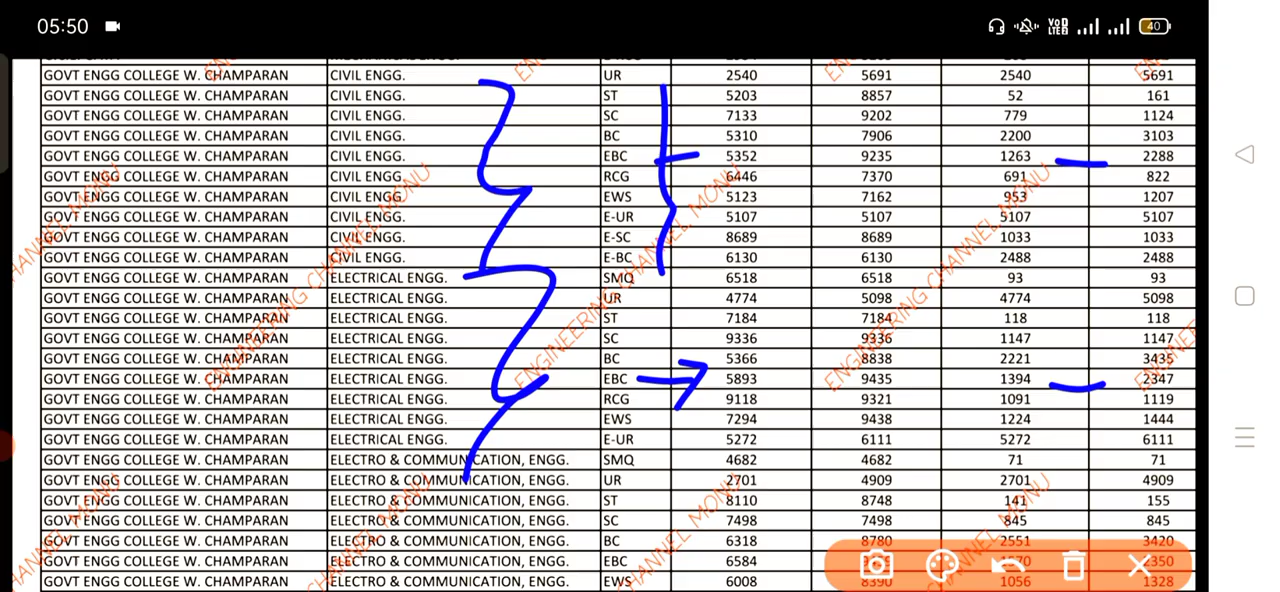 05:50 VoD LTE2 40
GOVT ENGG COLLEGE W. CHAMPARAN CIVIL ENGG. UR 2540 5691 2540 5691
GOVT ENGG COLLEGE W. CHAMPARAN CIVIL ENGG. ST 5203 8857 52 161
GOVT ENGG COLLEGE W. CHAMPARAN CIVIL ENGG. SC 7133 9202 779 1124
GOVT ENGG COLLEGE W. CHAMPARAN CIVIL ENGG. BC 5310 7906 2200 3103
GOVT ENGG COLLEGE W. CHAMPARAN CIVIL ENGG. EBC 5352 9235 1263 2288
GOVT ENGG COLLEGE W. CHAMPARAN CIVIL ENGG. RCG 6446 7370 691 822
GOVT ENGG COLLEGE W. CHAMPARAN CIVIL ENGG. EWS 5123 7162 953 1207
GOVT ENGG COLLEGE W. CHAMPARAN CIVIL ENGG. E-UR 5107 5107 5107 5107
GOVT ENGG COLLEGE W. CHAMPARAN CIVIL ENGG. E-SC 8689 8689 1033 1033
GOVT ENGG COLLEGE W. CHAMPARAN CIVIL ENGG. E-BC 6130 6130 2488 2488
GOVT ENGG COLLEGE W. CHAMPARAN ELECTRICAL ENGG. SMQ 6518 6518 93 93
GOVT ENGG COLLEGE W. CHAMPARAN ELECTRICAL ENGG. UR 4774 5098 4774 5098
GOVT ENGG COLLEGE W. CHAMPARAN ELECTRICAL ENGG. ST 7184 7184 118 118
GOVT ENGG COLLEGE W. CHAMPARAN ELECTRICAL ENGG. SC 9336 9336 1147 1147
GOVT ENGG COLLEGE W. CHAMPARAN ELECTRICAL ENGG. BC 5366 8838 2221 3435
GOVT ENGG COLLEGE W. CHAMPARAN ELECTRICAL ENGG. EBC 5893 9435 1394 2347
GOVT ENGG COLLEGE W. CHAMPARAN ELECTRICAL ENGG. RCG 9118 9321 1091 1119
GOVT ENGG COLLEGE W. CHAMPARAN ELECTRICAL ENGG. EWS 7294 9438 1224 1444
GOVT ENGG COLLEGE W. CHAMPARAN ELECTRICAL ENGG. E-UR 5272 6111 5272 6111
GOVT ENGG COLLEGE W. CHAMPARAN ELECTRO & COMMUNICATION, ENGG. SMQ 4682 4682 71 71
GOVT ENGG COLLEGE W. CHAMPARAN ELECTRO & COMMUNICATION, ENGG. UR 2701 4909 2701 4909
GOVT ENGG COLLEGE W. CHAMPARAN ELECTRO & COMMUNICATION, ENGG. ST 8110 8748 141 155
GOVT ENGG COLLEGE W. CHAMPARAN ELECTRO & COMMUNICATION, ENGG. SC 7498 7498 845 845
GOVT ENGG COLLEGE W. CHAMPARAN ELECTRO & COMMUNICATION, ENGG. BC 6318 8780 2551 3420
GOVT ENGG COLLEGE W. CHAMPARAN ELECTRO & COMMUNICATION, ENGG. EBC 6584 2350
GOVT ENGG COLLEGE W. CHAMPARAN ELECTRO & COMMUNICATION, ENGG. EWS 6008 8390 1056 1328
ENGINEERING CHANNEL MONU
ENGINEERING CHANNEL MONU
ENGINEERING CHANNEL MONU